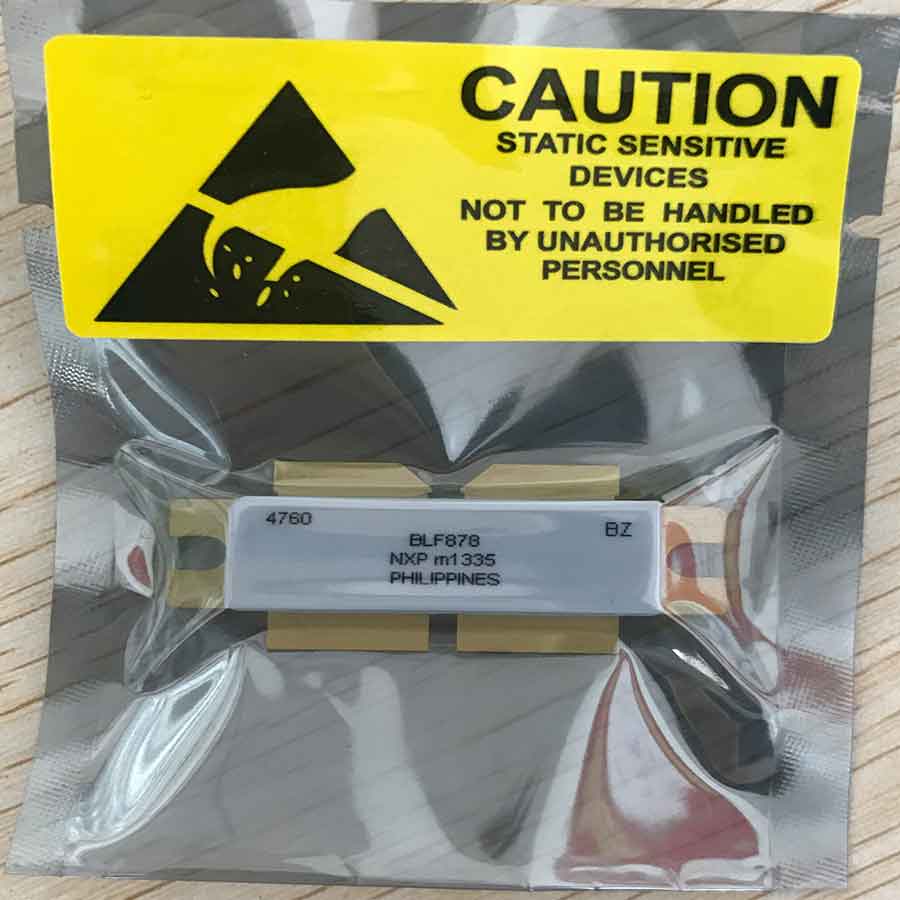 CAUTION
STATIC SENSITIVE
DEVICES
NOT TO BE HANDLED
BY UNAUTHORISED
PERSONNEL
4760
BZ
BLF878
NXP m1335
PHILIPPINES